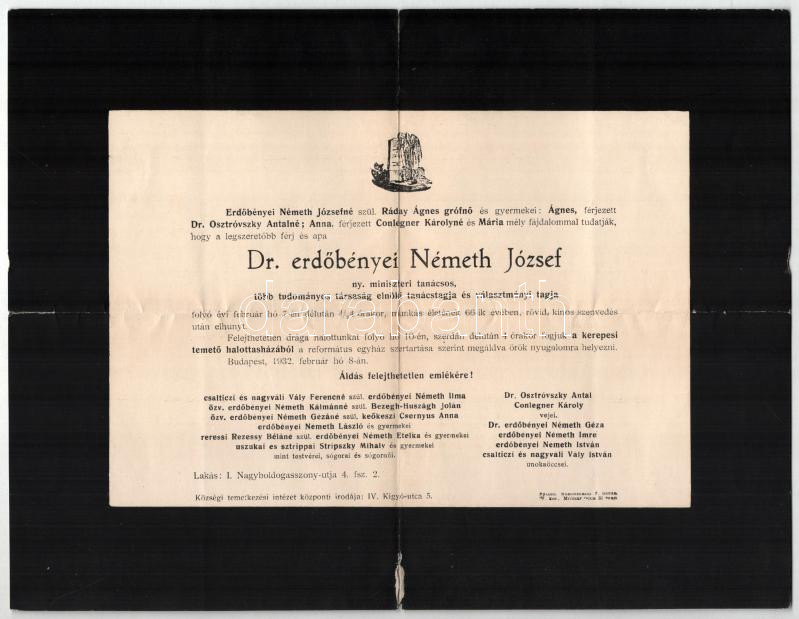 Erdőbényei Németh Józsefné szül. Ráday Ágnes grófnő és gyermekei: Ágnes, férjezett
Dr. Osztróvszky Antalné; Anna, férjezett Conlegner Károlyné és Mária mély fájdalommal tudatják,
hogy a legszeretőbb férj és apa
Dr. erdőbényei Németh József
ny. miniszteri tanácsos,
több tudományos társaság elnöki tanácstagja és választmányi tagja
folyó évi február hó 7-én délután órakor, munkás életének 66-ik évében, rövid, kínos szenvedés
után elhunyt.
Felejthetetlen drága halottunkat folyó hó 10-én, szerdán délután 4 órakor fogjuk a kerepesi
temető halottasházából a református egyház szertartása szerint megáldva örök nyugalomra helyezni.
Budapest, 1932. február hó 8-án.
Áldás felejthetetlen emlékére!
csalticzi és nagyváli Vály Ferencné szül. erdőbényei Németh Ilma
özv. erdőbényei Németh Kálmánné szül. Bezegh-Huszágh Jolán
özv. erdőbényei Németh Gézáné szül. keőkeszi Csernyus Anna
erdőbényei Németh László és gyermekei
reressi Rezessy Béláné szül. erdőbényei Németh Etelka és gyermekei
uszukai és sztrippai Stripszky Mihály és gyermekei
mint testvérei, sógorai és sógornői.
Dr. Osztróvszky Antal
Conlegner Károly
vejei.
Dr. erdőbényei Németh Géza
erdőbényei Németh Imre
erdőbényei Németh István
csalticzi és nagyváli Vály István
unokaöccsei.
Lakás: I. Nagyboldogasszony-utja 4. fsz. 2.
Községi temetkezési intézet központi irodája: IV. Kigyó-utca 5.
darabanth